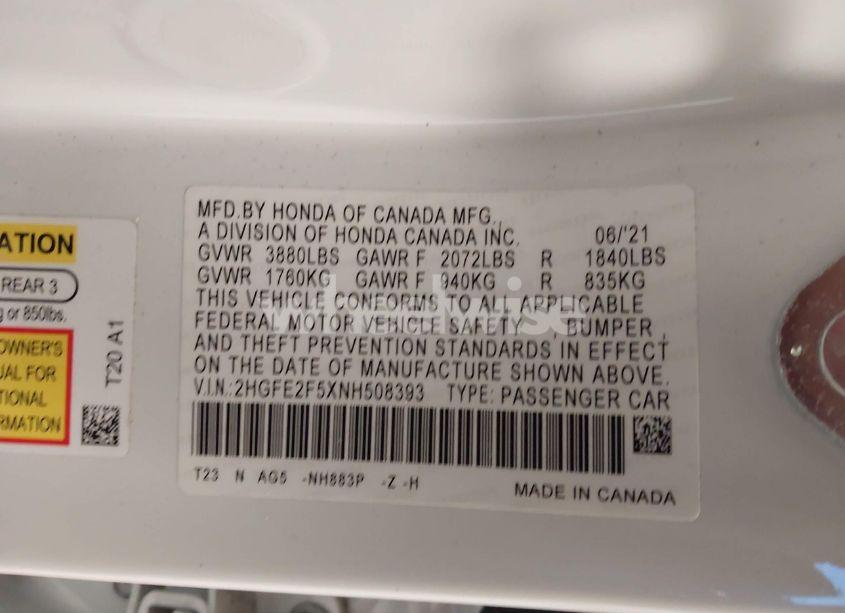 ATION
REAR 3
g or 850lbs.
OWNER'S
UAL FOR
TIONAL
RMATION
T20 A1
MFD.BY HONDA OF CANADA MFG.,
A DIVISION OF HONDA CANADA INC. 06/'21
GVWR 3880LBS GAWR F 2072LBS R 1840LBS
GVWR 1760KG GAWR F 940KG R 835KG
THIS VEHICLE CONFORMS TO ALL APPLICABLE
FEDERAL MOTOR VEHICLE SAFETY , BUMPER ,
AND THEFT PREVENTION STANDARDS IN EFFECT
ON THE DATE OF MANUFACTURE SHOWN ABOVE.
V.I.N.:2HGFE2F5XNH508393 TYPE: PASSENGER CAR
T23 N AG5 -NH883P -Z -H
MADE IN CANADA